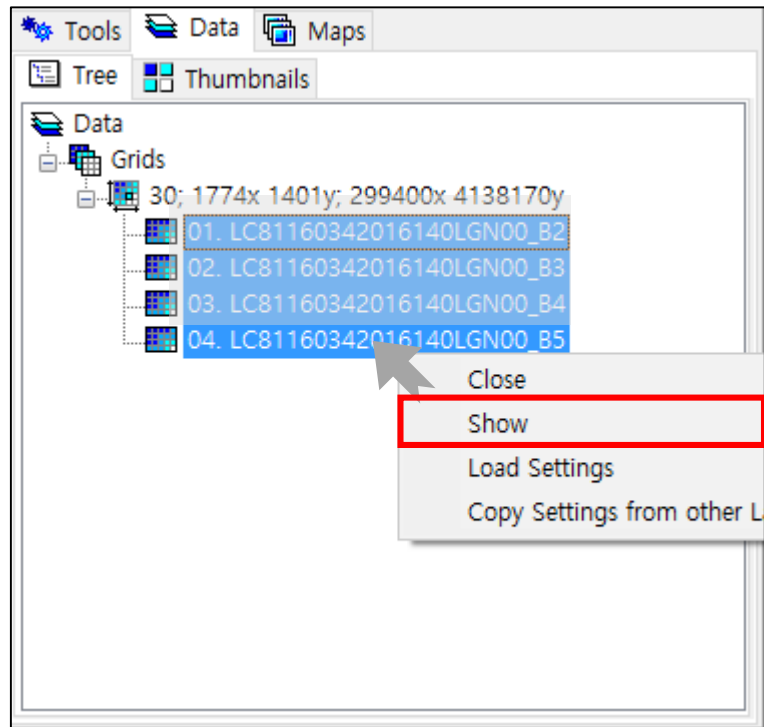 Tools Data Maps
Tree Thumbnails
Data
Grids
30; 1774x 1401y; 299400x 4138170y
01. LC81160342016140LGN00_B2
02. LC81160342016140LGN00_B3
03. LC81160342016140LGN00_B4
04. LC81160342016140LGN00_B5
Close
Show
Load Settings
Copy Settings from other La